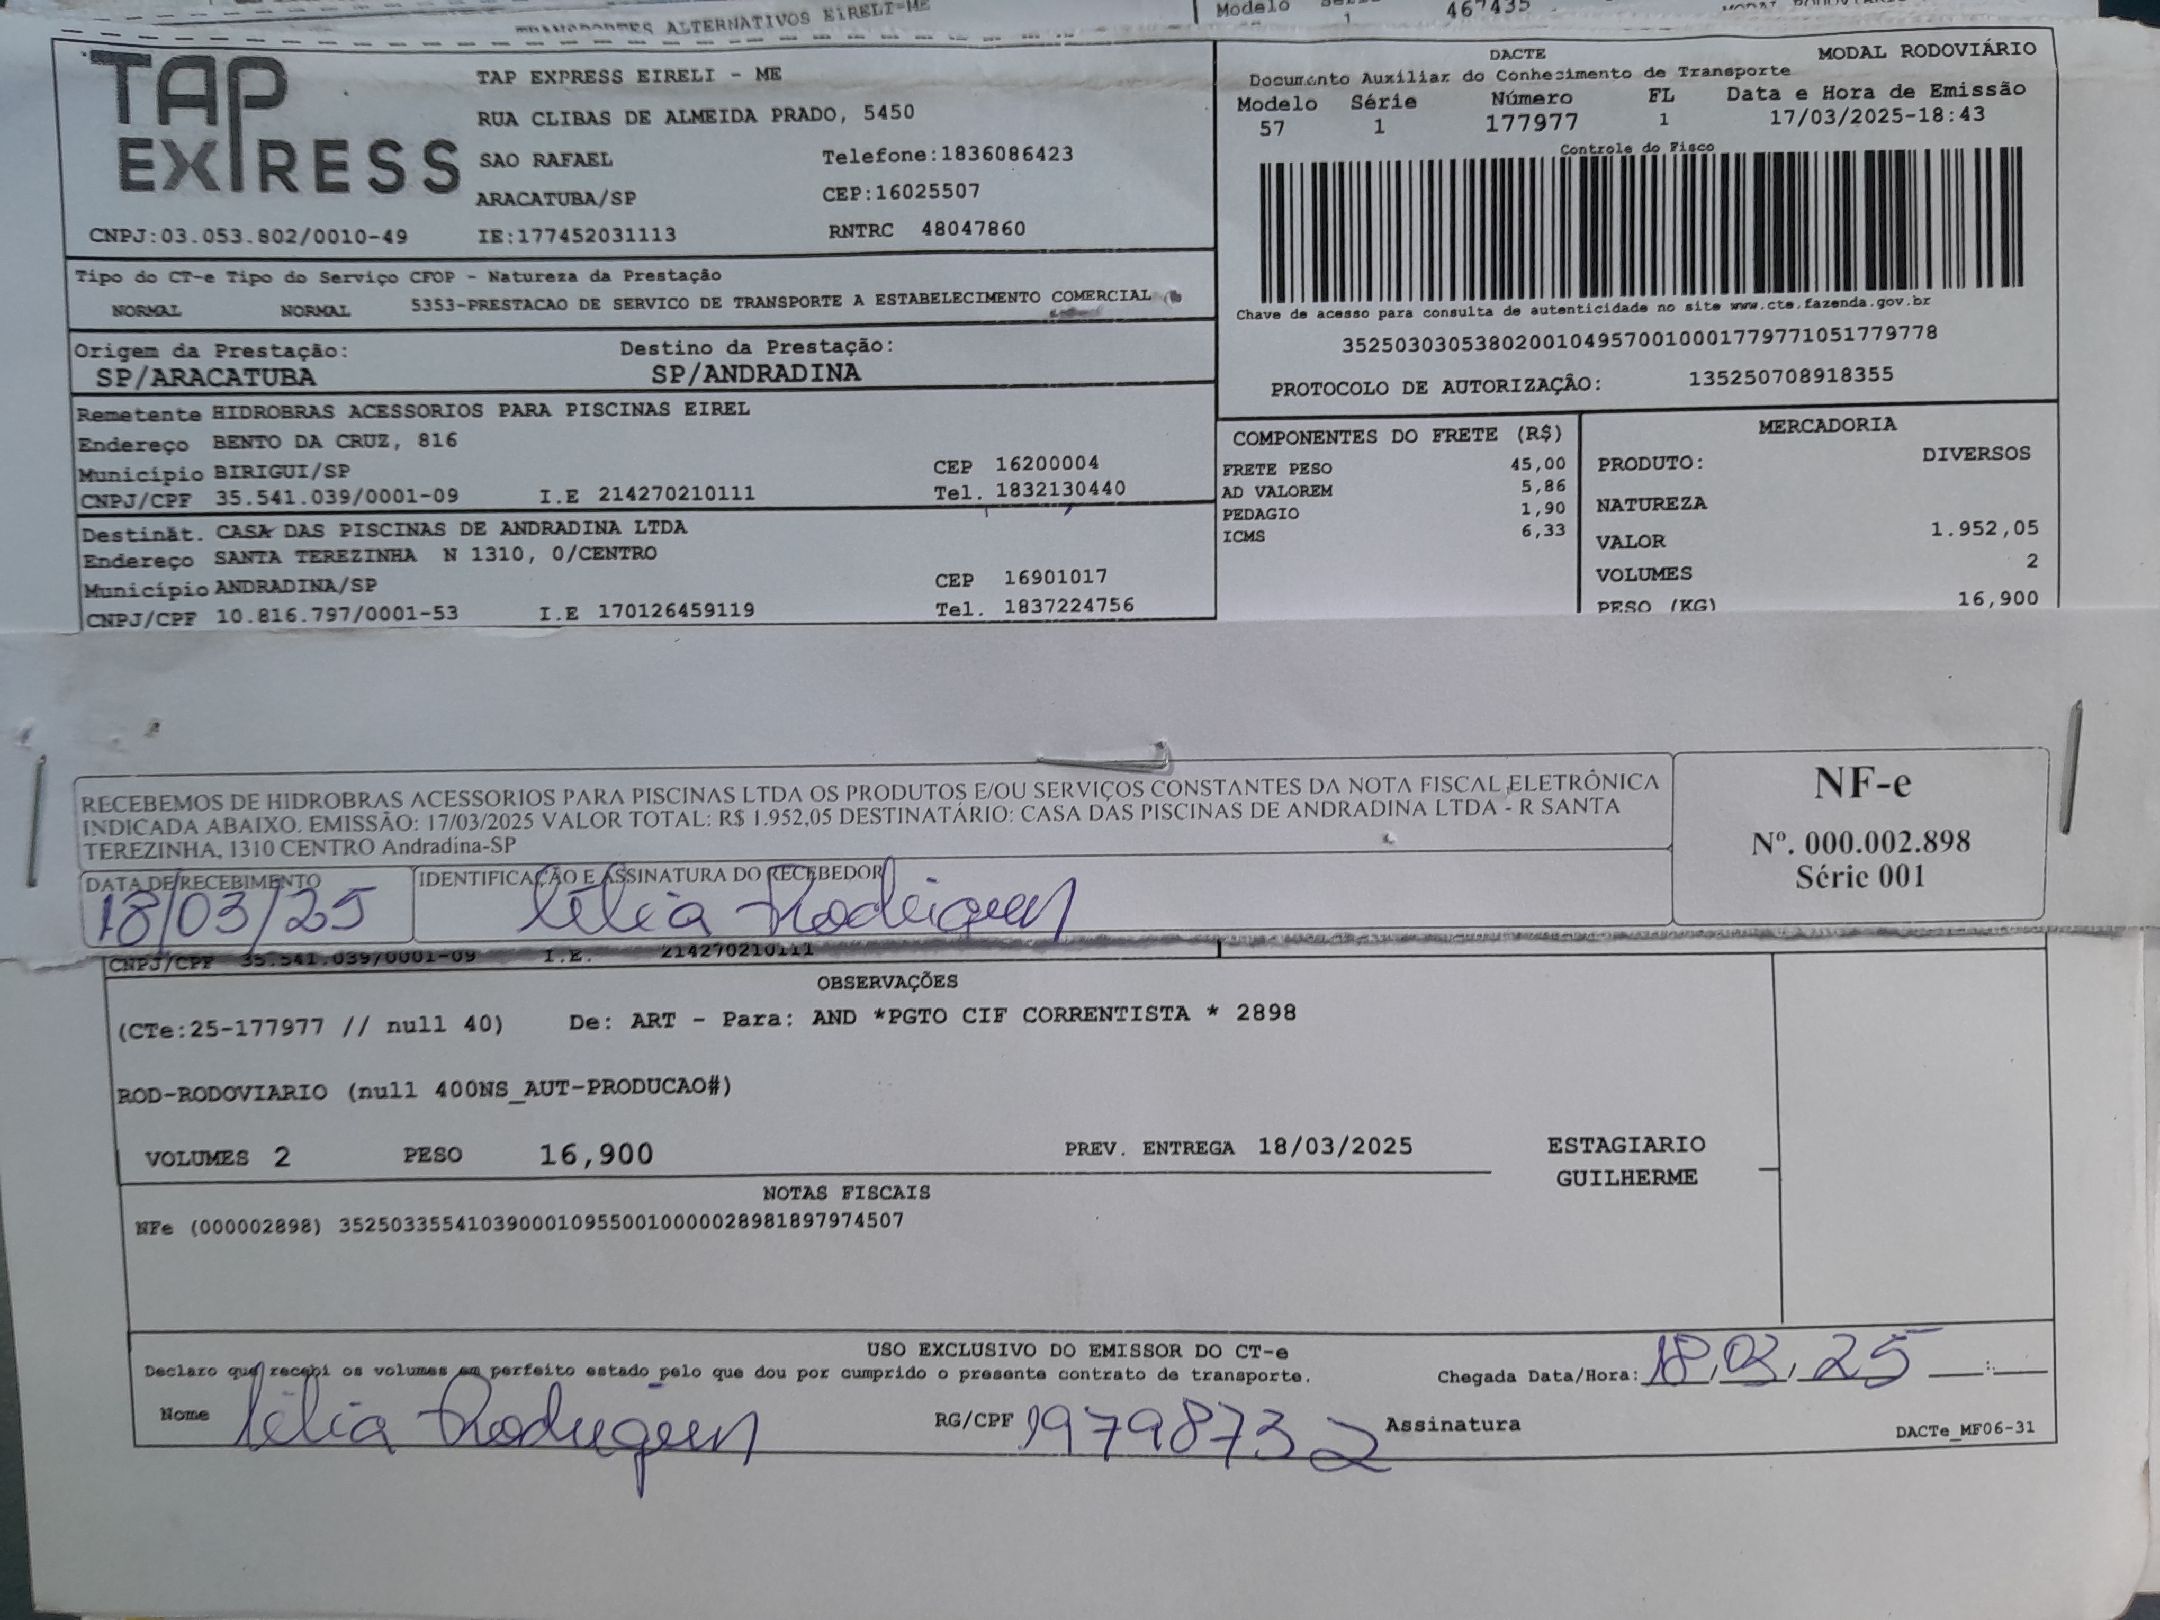 TRANSPORTES ALTERNATIVOS EIRELI-ME
Modelo
1
467435
TAP
EXPRESS
TAP EXPRESS EIRELI - ME
RUA CLIBAS DE ALMEIDA PRADO, 5450
SAO RAFAEL Telefone:1836086423
ARACATUBA/SP CEP:16025507
CNPJ:03.053.802/0010-49 IE:177452031113 RNTRC 48047860
DACTE MODAL RODOVIÁRIO
Documento Auxiliar do Conhecimento de Transporte
Modelo Série Número FL Data e Hora de Emissão
57 1 177977 1 17/03/2025-18:43
Controle do Fisco
Chave de acesso para consulta de autenticidade no site www.cte.fazenda.gov.br
35250303053802001049570010001779771051779778
PROTOCOLO DE AUTORIZAÇÃO: 135250708918355
Tipo do CT-e Tipo do Serviço CFOP - Natureza da Prestação
NORMAL NORMAL 5353-PRESTACAO DE SERVICO DE TRANSPORTE A ESTABELECIMENTO COMERCIAL
Origem da Prestação: Destino da Prestação:
SP/ARACATUBA SP/ANDRADINA
Remetente HIDROBRAS ACESSORIOS PARA PISCINAS EIREL
Endereço BENTO DA CRUZ, 816
Município BIRIGUI/SP CEP 16200004
CNPJ/CPF 35.541.039/0001-09 I.E 214270210111 Tel. 1832130440
Destinât. CASA DAS PISCINAS DE ANDRADINA LTDA
Endereço SANTA TEREZINHA N 1310, 0/CENTRO
Município ANDRADINA/SP CEP 16901017
CNPJ/CPF 10.816.797/0001-53 I.E 170126459119 Tel. 1837224756
COMPONENTES DO FRETE (R$)
FRETE PESO 45,00
AD VALOREM 5,86
PEDAGIO 1,90
ICMS 6,33
MERCADORIA
PRODUTO: DIVERSOS
NATUREZA
VALOR 1.952,05
VOLUMES 2
PESO (KG) 16,900
RECEBEMOS DE HIDROBRAS ACESSORIOS PARA PISCINAS LTDA OS PRODUTOS E/OU SERVIÇOS CONSTANTES DA NOTA FISCAL ELETRÔNICA
INDICADA ABAIXO. EMISSÃO: 17/03/2025 VALOR TOTAL: R$ 1.952,05 DESTINATÁRIO: CASA DAS PISCINAS DE ANDRADINA LTDA - R SANTA
TEREZINHA, 1310 CENTRO Andradina-SP
DATA DE RECEBIMENTO IDENTIFICAÇÃO E ASSINATURA DO RECEBEDOR
18/03/25 Célia Rodrigues
NF-e
Nº. 000.002.898
Série 001
CNPJ/CPF 35.541.039/0001-09 I.E. 214270210111
OBSERVAÇÕES
(CTe:25-177977 // null 40) De: ART - Para: AND *PGTO CIF CORRENTISTA * 2898
ROD-RODOVIARIO (null 400NS_AUT-PRODUCAO#)
VOLUMES 2 PESO 16,900 PREV. ENTREGA 18/03/2025 ESTAGIARIO
GUILHERME
NOTAS FISCAIS
NFe (000002898) 35250335541039000109550010000028981897974507
USO EXCLUSIVO DO EMISSOR DO CT-e
Declaro que recebi os volumes em perfeito estado pelo que dou por cumprido o presente contrato de transporte. Chegada Data/Hora: 18/03/25 __:__
Nome Célia Rodrigues RG/CPF 19798732 Assinatura
DACTe_MF06-31